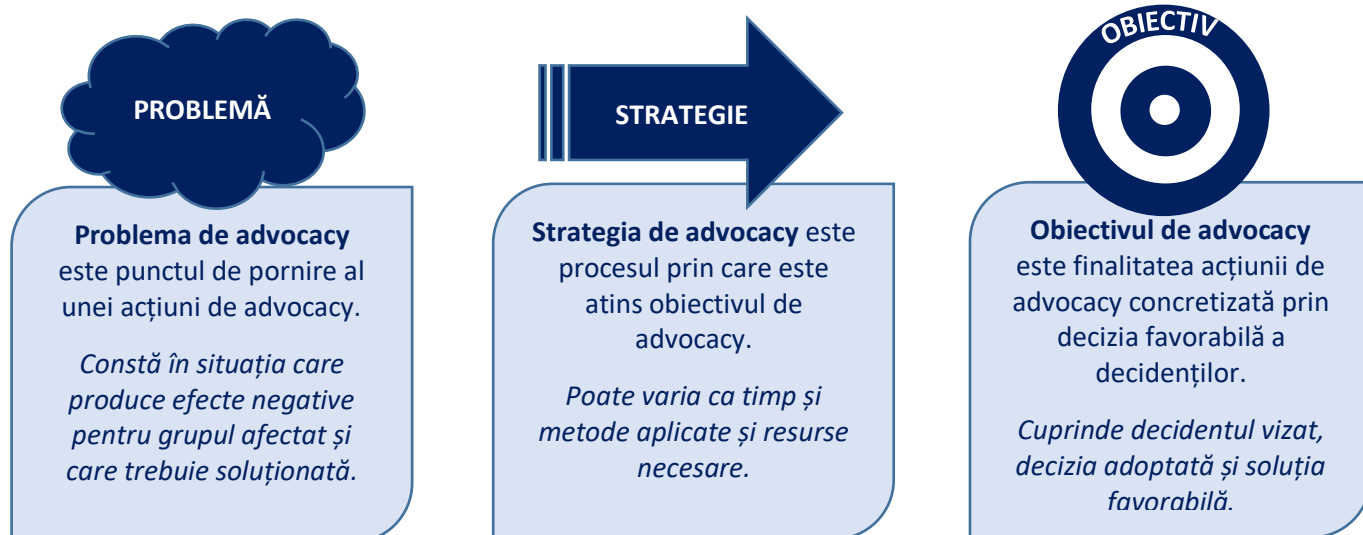 PROBLEMĂ
Problema de advocacy
este punctul de pornire al
unei acțiuni de advocacy.
Constă în situația care
produce efecte negative
pentru grupul afectat și
care trebuie soluționată.
STRATEGIE
Strategia de advocacy este
procesul prin care este
atins obiectivul de
advocacy.
Poate varia ca timp și
metode aplicate și resurse
necesare.
OBIECTIV
Obiectivul de advocacy
este finalitatea acțiunii de
advocacy concretizată prin
decizia favorabilă a
decidenților.
Cuprinde decidentul vizat,
decizia adoptată și soluția
favorabilă.